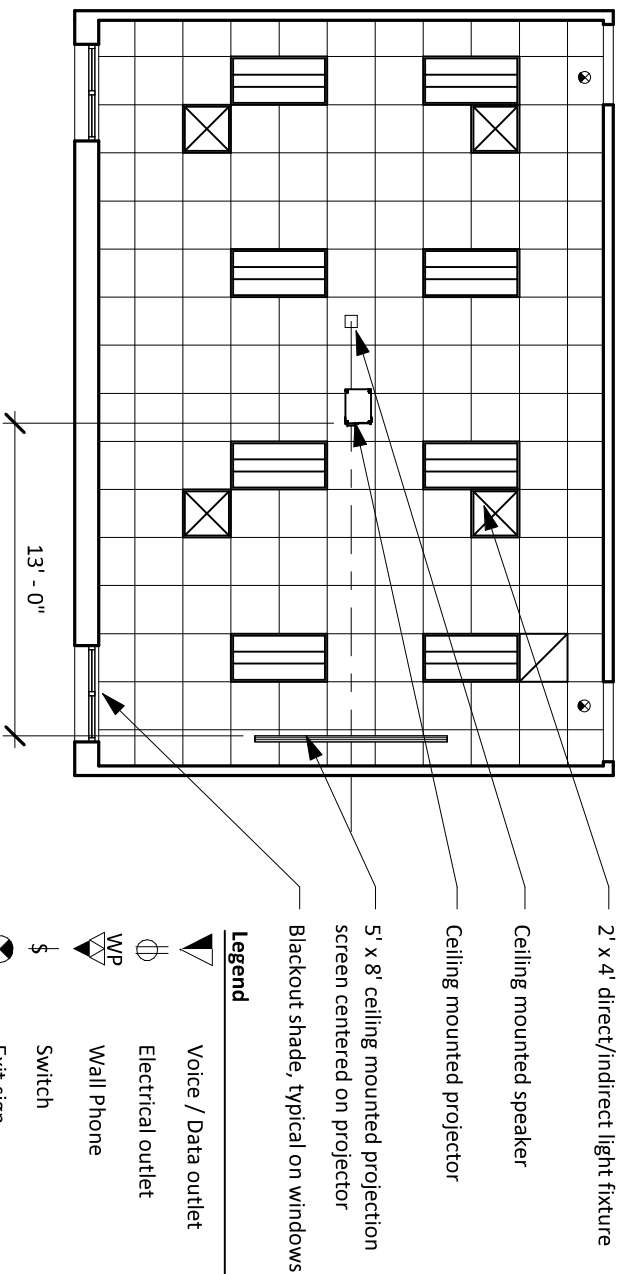 2' x 4' direct/indirect light fixture
Ceiling mounted speaker
Ceiling mounted projector
5' x 8' ceiling mounted projection
screen centered on projector
Blackout shade, typical on windows
13' - 0"
Legend
Voice / Data outlet
Electrical outlet
WP
Wall Phone
$
Switch
Exit sign